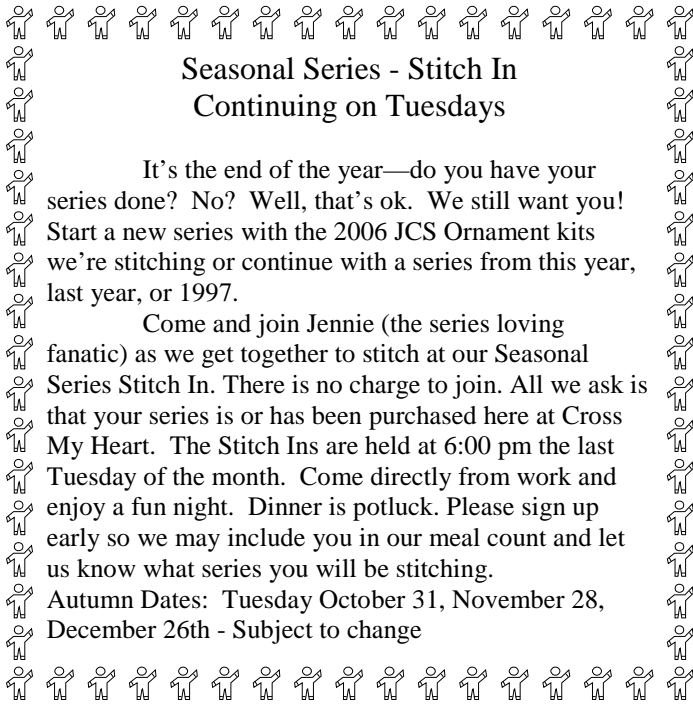 Seasonal Series - Stitch In
Continuing on Tuesdays
It's the end of the year—do you have your
series done?  No?  Well, that's ok.  We still want you!
Start a new series with the 2006 JCS Ornament kits
we're stitching or continue with a series from this year,
last year, or 1997.
Come and join Jennie (the series loving
fanatic) as we get together to stitch at our Seasonal
Series Stitch In. There is no charge to join. All we ask is
that your series is or has been purchased here at Cross
My Heart.  The Stitch Ins are held at 6:00 pm the last
Tuesday of the month.  Come directly from work and
enjoy a fun night.  Dinner is potluck. Please sign up
early so we may include you in our meal count and let
us know what series you will be stitching.
Autumn Dates:  Tuesday October 31, November 28,
December 26th - Subject to change